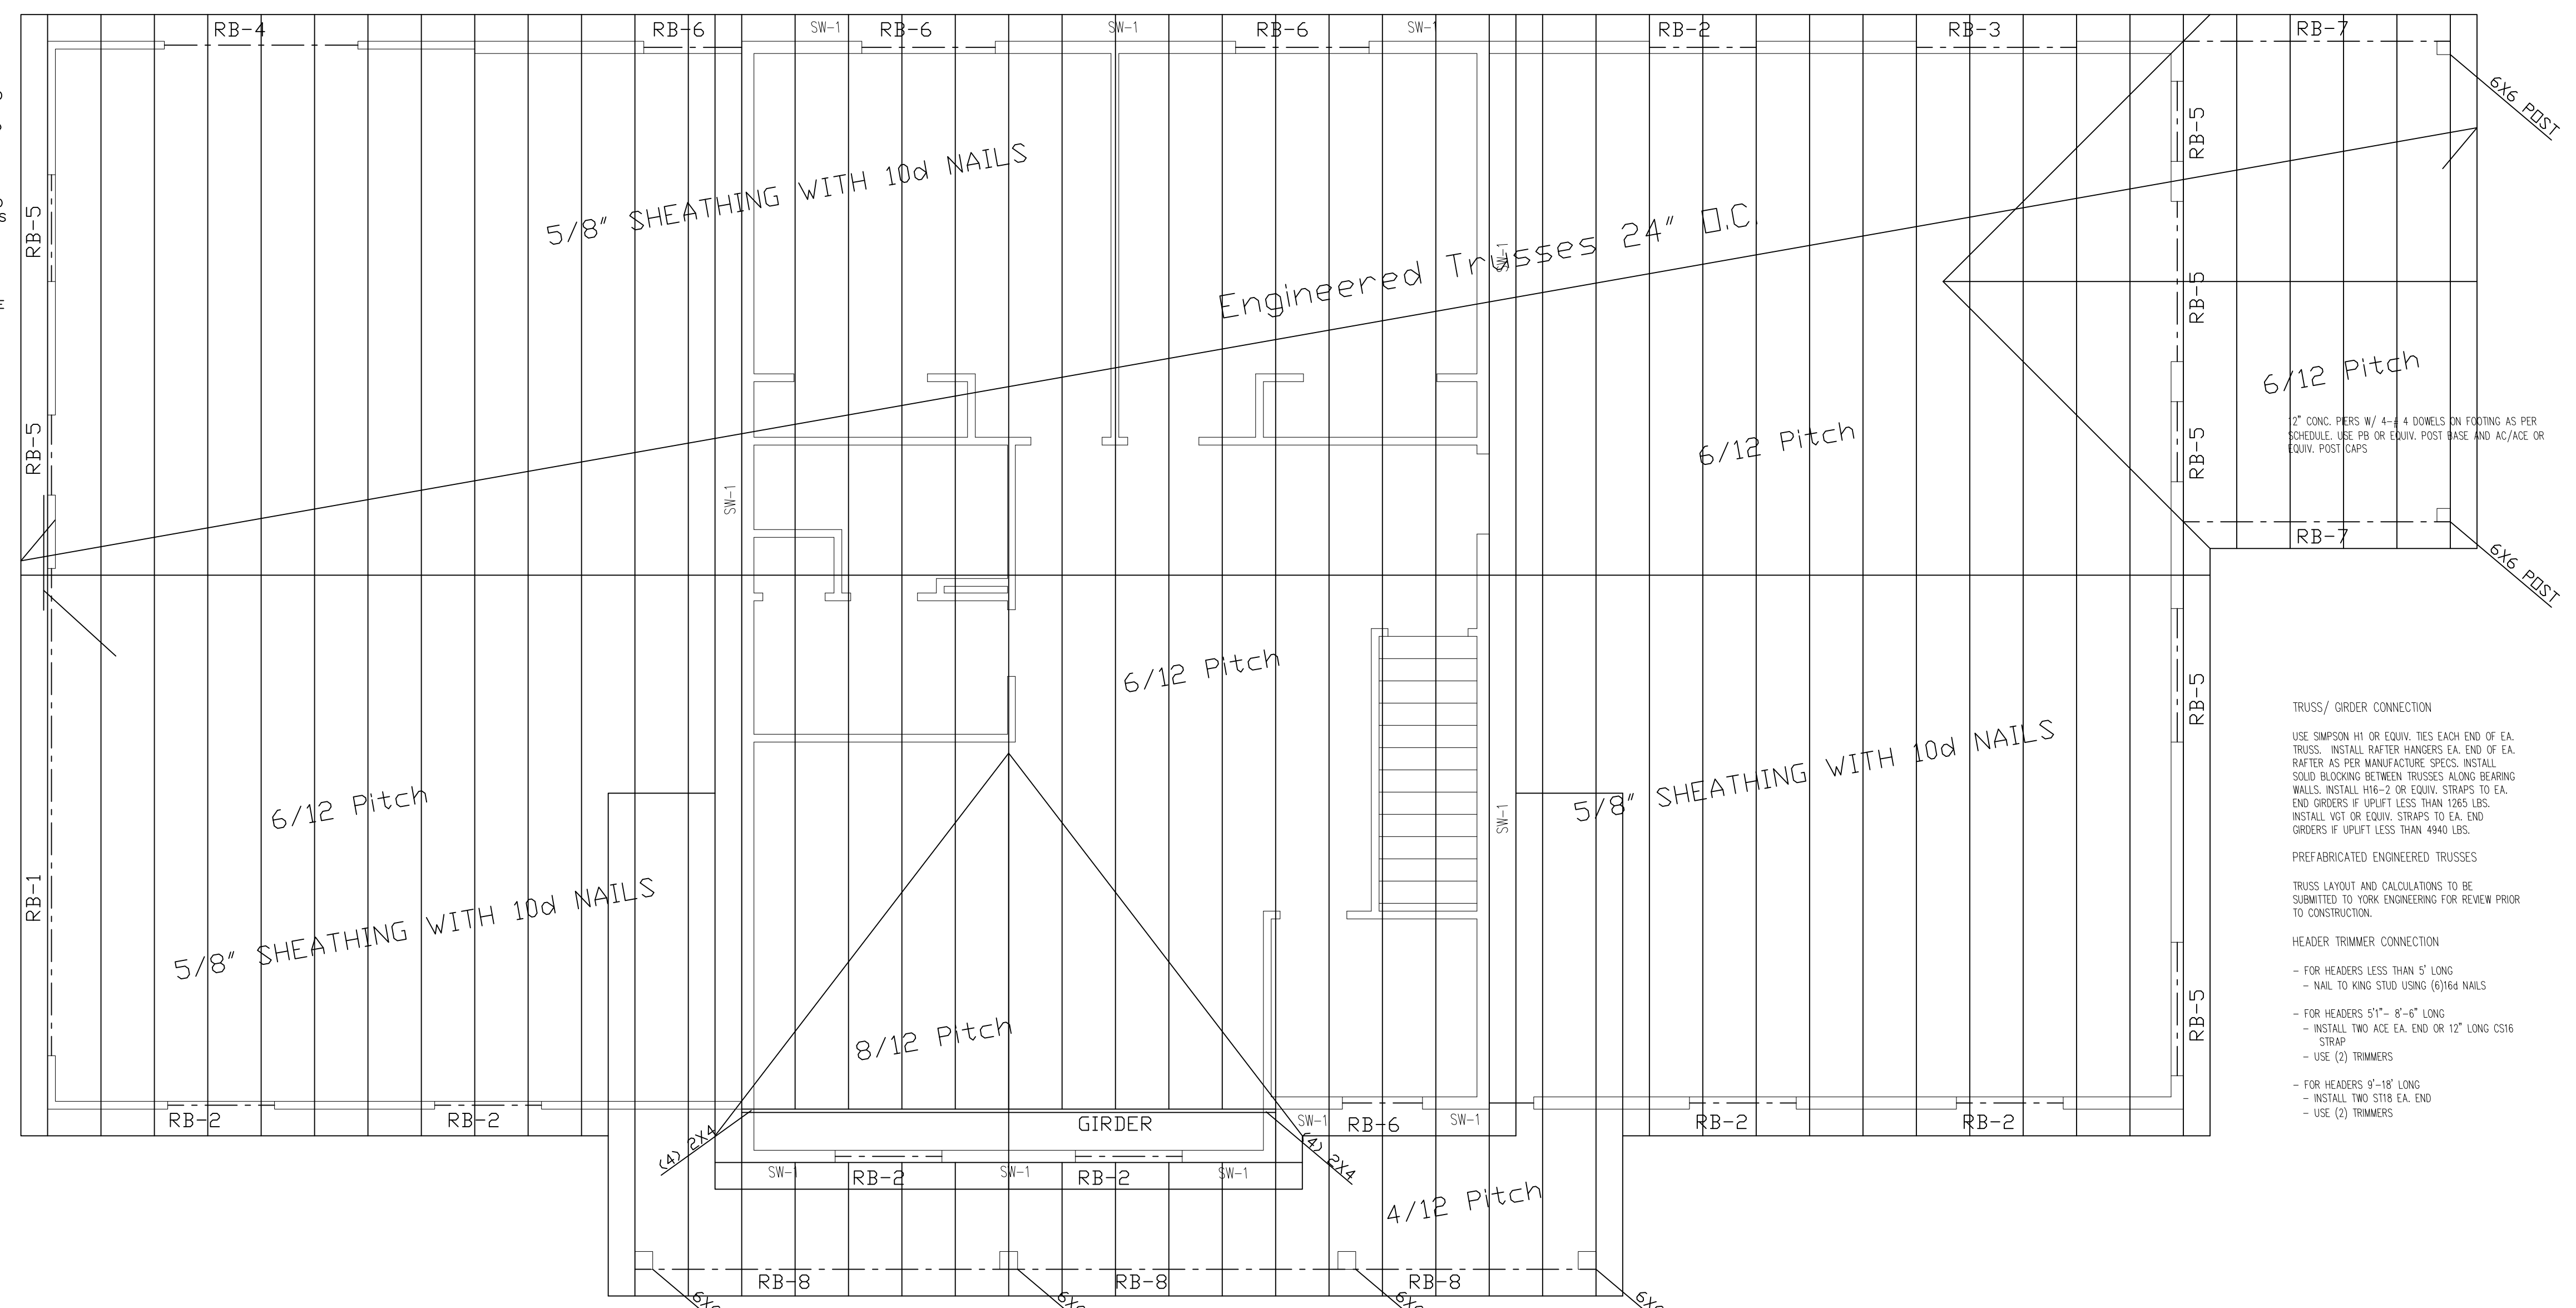 RB-4
RB-6
SW-1
RB-6
SW-1
RB-6
SW-1
RB-2
RB-3
RB-7
6X6 POST
RB-5
RB-5
5/8" SHEATHING WITH 10d NAILS
Engineered Trusses 24" O.C.
SW-1
RB-5
6/12 Pitch
12" CONC. PIERS W/ 4-# 4 DOWELS ON FOOTING AS PER
SCHEDULE. USE PB OR EQUIV. POST BASE AND AC/ACE OR
EQUIV. POST CAPS
RB-5
6/12 Pitch
RB-5
SW-1
RB-7
6X6 POST
6/12 Pitch
RB-5
TRUSS/ GIRDER CONNECTION
USE SIMPSON H1 OR EQUIV. TIES EACH END OF EA.
TRUSS. INSTALL RAFTER HANGERS EA. END OF EA.
RAFTER AS PER MANUFACTURE SPECS. INSTALL
SOLID BLOCKING BETWEEN TRUSSES ALONG BEARING
WALLS. INSTALL H16-2 OR EQUIV. STRAPS TO EA.
END GIRDERS IF UPLIFT LESS THAN 1265 LBS.
INSTALL VGT OR EQUIV. STRAPS TO EA. END
GIRDERS IF UPLIFT LESS THAN 4940 LBS.
PREFABRICATED ENGINEERED TRUSSES
TRUSS LAYOUT AND CALCULATIONS TO BE
SUBMITTED TO YORK ENGINEERING FOR REVIEW PRIOR
TO CONSTRUCTION.
HEADER TRIMMER CONNECTION
- FOR HEADERS LESS THAN 5' LONG
- NAIL TO KING STUD USING (6)16d NAILS
- FOR HEADERS 5'1"- 8'-6" LONG
- INSTALL TWO ACE EA. END OR 12" LONG CS16
STRAP
- USE (2) TRIMMERS
- FOR HEADERS 9'-18' LONG
- INSTALL TWO ST18 EA. END
- USE (2) TRIMMERS
5/8" SHEATHING WITH 10d NAILS
SW-1
6/12 Pitch
RB-1
5/8" SHEATHING WITH 10d NAILS
8/12 Pitch
RB-5
RB-2
RB-2
GIRDER
SW-1
RB-6
SW-1
RB-2
RB-2
(4) 2X4
(4) 2X4
SW-1
RB-2
SW-1
RB-2
SW-1
4/12 Pitch
RB-8
RB-8
RB-8